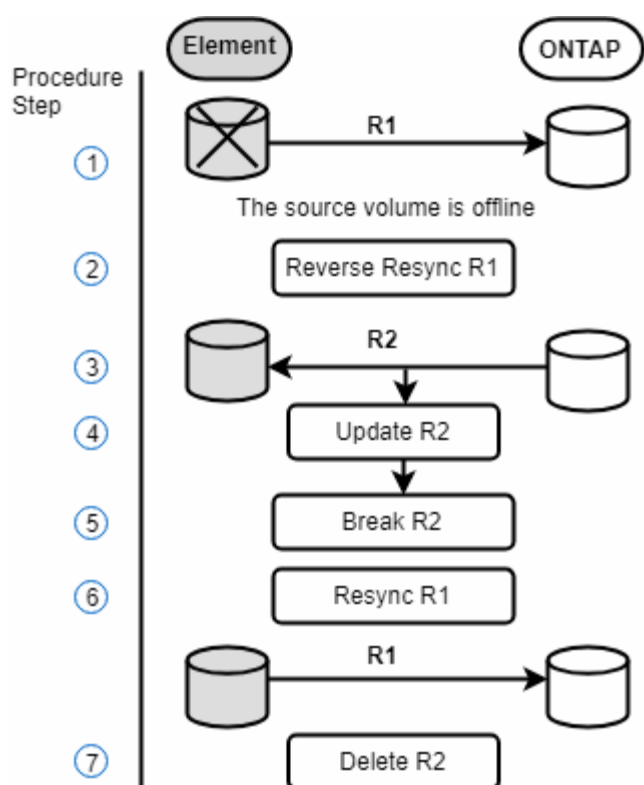 Element
ONTAP
Procedure
Step
R1
1
The source volume is offline
2
Reverse Resync R1
R2
3
4
Update R2
5
Break R2
6
Resync R1
R1
7
Delete R2